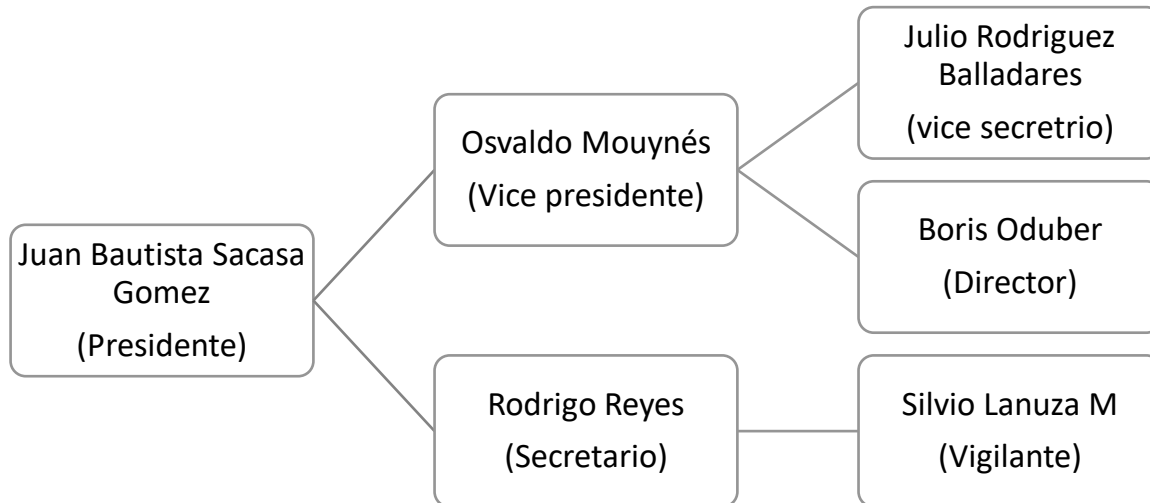 Juan Bautista Sacasa
Gomez
(Presidente)
Osvaldo Mouynés
(Vice presidente)
Julio Rodriguez
Balladares
(vice secretrio)
Boris Oduber
(Director)
Rodrigo Reyes
(Secretario)
Silvio Lanuza M
(Vigilante)